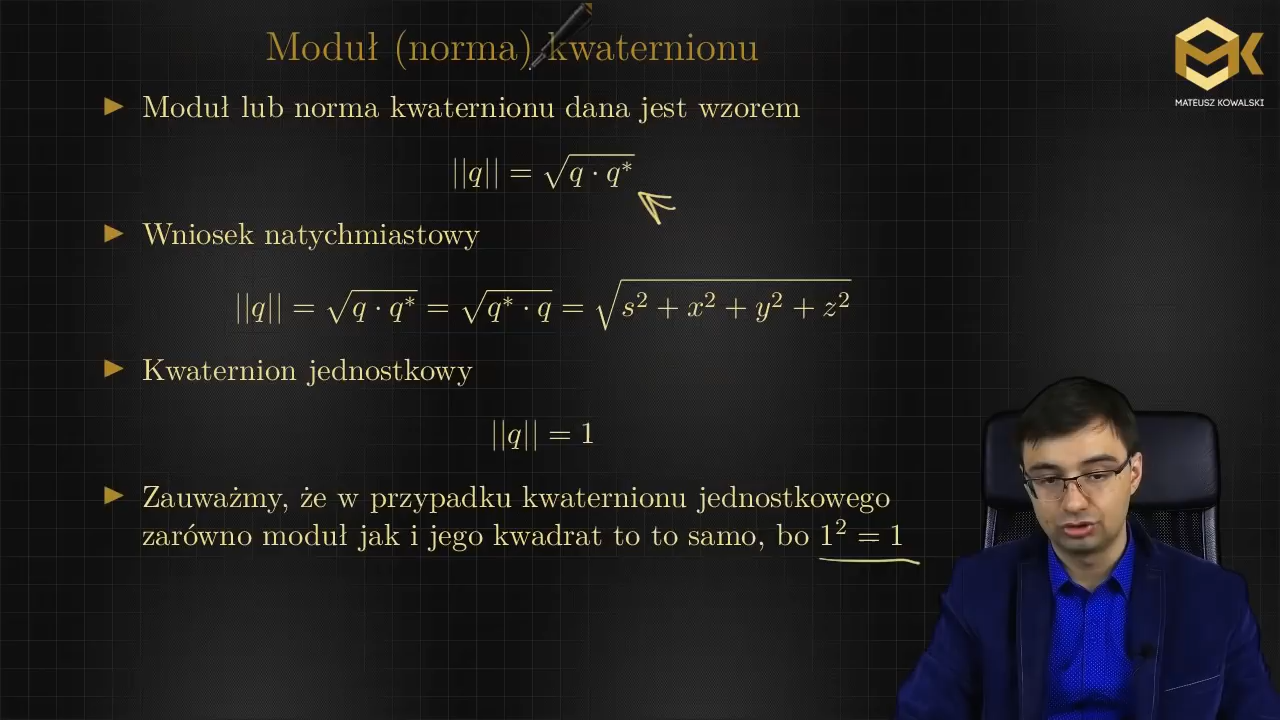 Moduł (norma) kwaternionu
MATEUSZ KOWALSKI
▶ Moduł lub norma kwaternionu dana jest wzorem
||q|| = √(q · q*)
▶ Wniosek natychmiastowy
||q|| = √(q · q*) = √(q* · q) = √(s² + x² + y² + z²)
▶ Kwaternion jednostkowy
||q|| = 1
▶ Zauważmy, że w przypadku kwaternionu jednostkowego
zarówno moduł jak i jego kwadrat to to samo, bo 1² = 1